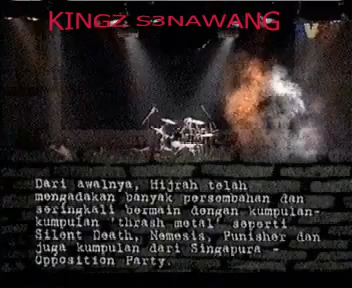 KINGZ S3NAWANG
Dari awalnya, Hijrah telah
mengadakan banyak persembahan dan
seringkali bermain dengan kumpulan-
kumpulan 'thrash metal' seperti
Silent Death, Nemesis, Punisher dan
juga kumpulan dari Singapura -
Opposition Party.